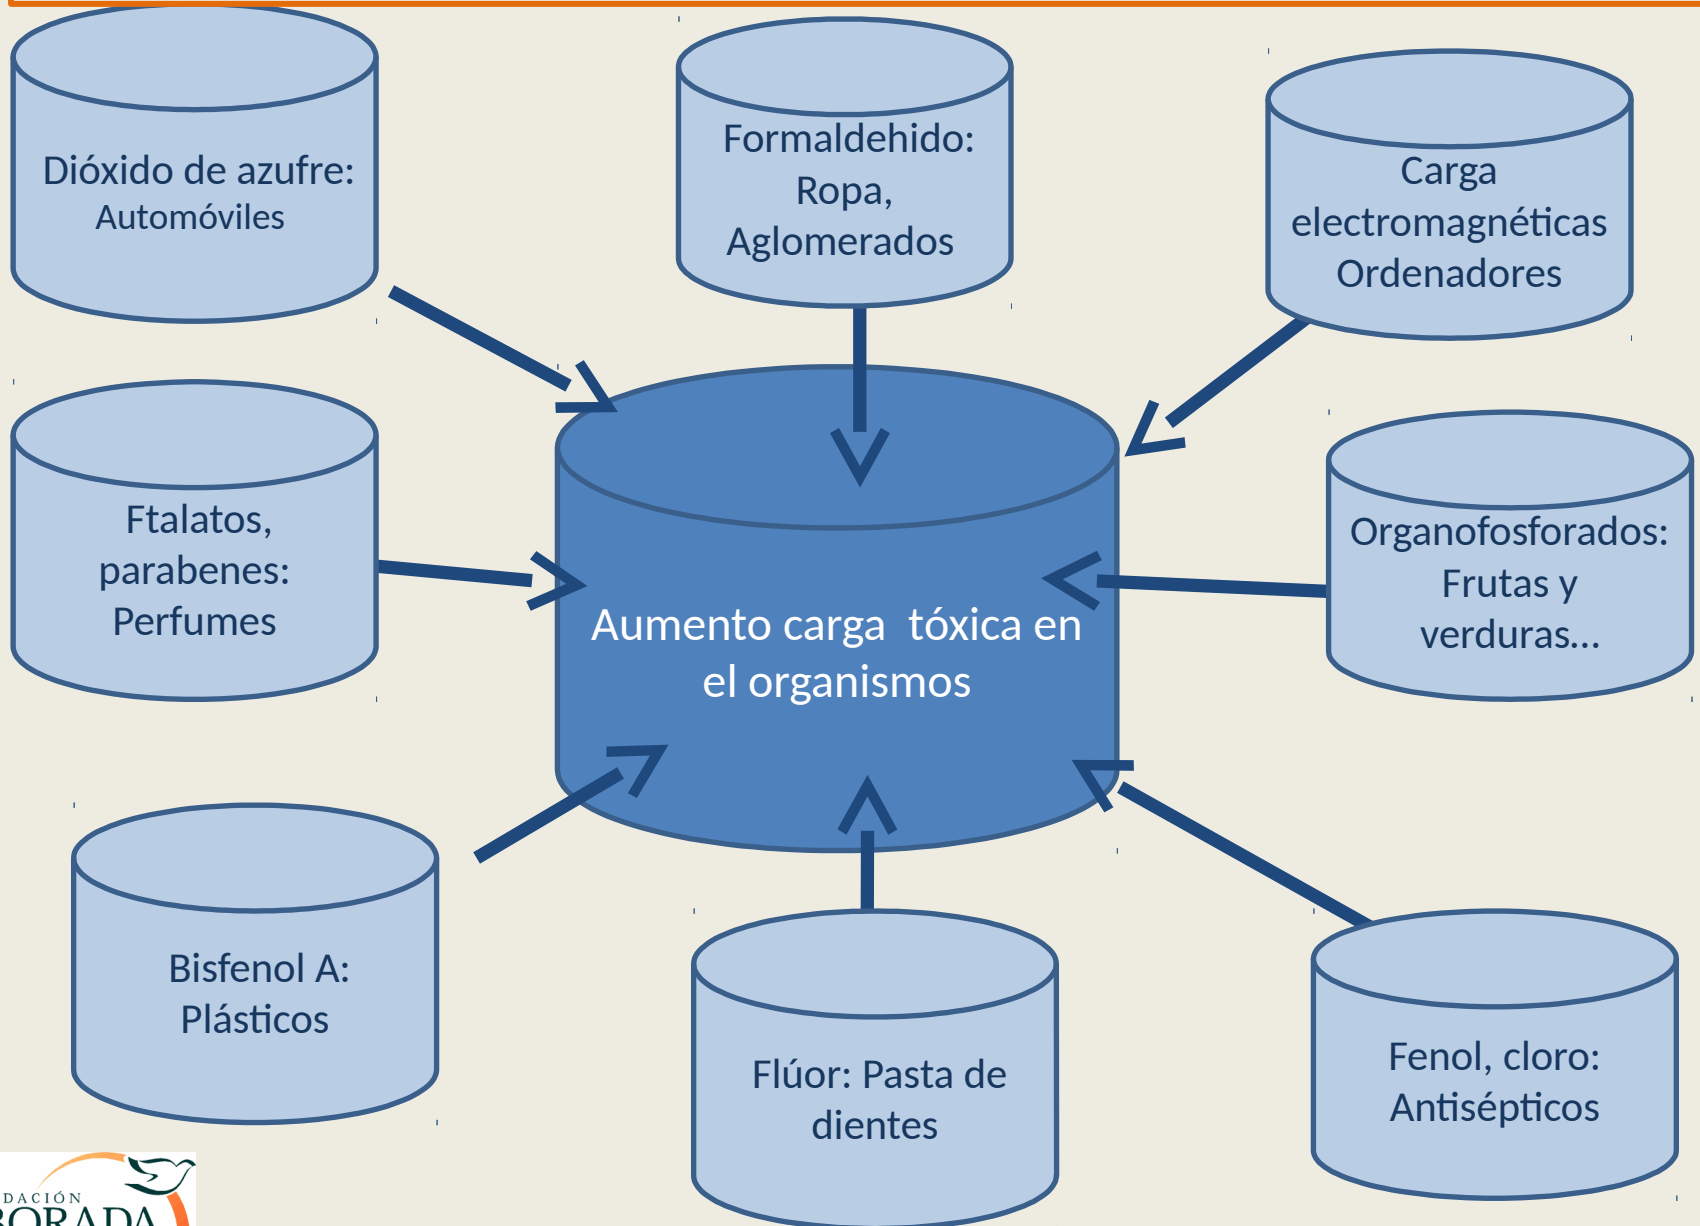 Dióxido de azufre:
Automóviles
Formaldehido:
Ropa,
Aglomerados
Carga
electromagnéticas
Ordenadores
Ftalatos,
parabenes:
Perfumes
Aumento carga  tóxica en
el organismos
Organofosforados:
Frutas y
verduras...
Bisfenol A:
Plásticos
Flúor: Pasta de
dientes
Fenol, cloro:
Antisépticos
DACIÓN
BORADA